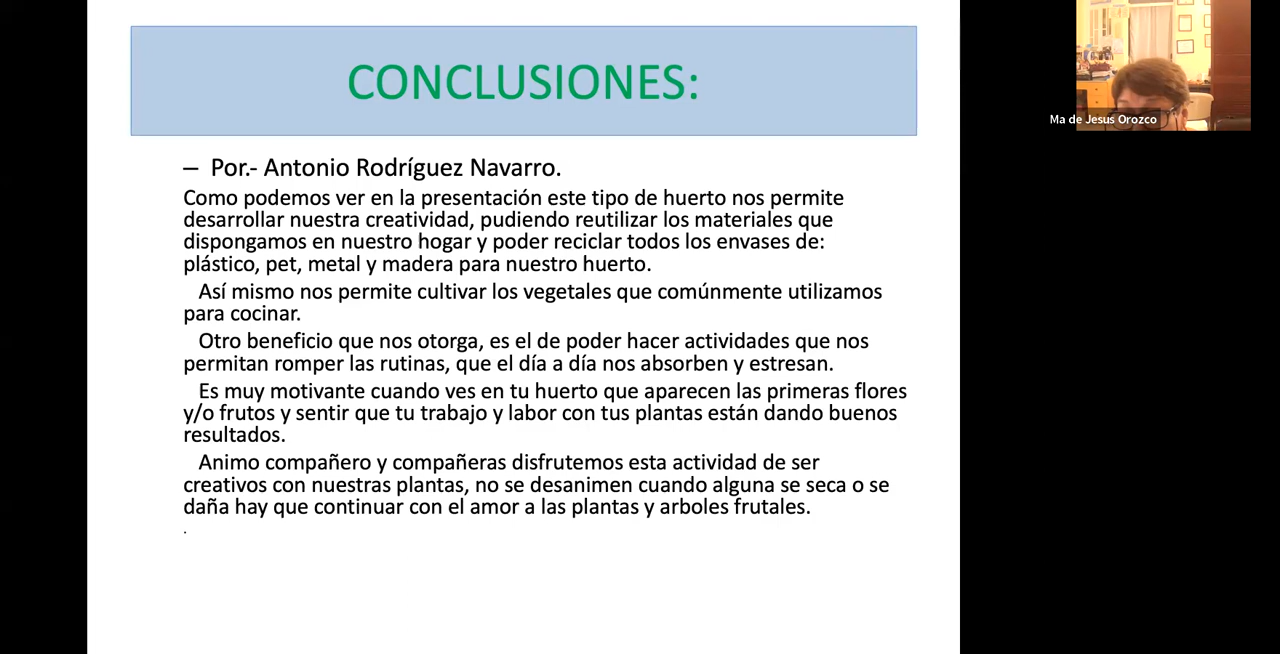 CONCLUSIONES:
Ma de Jesus Orozco
– Por.- Antonio Rodríguez Navarro.
Como podemos ver en la presentación este tipo de huerto nos permite
desarrollar nuestra creatividad, pudiendo reutilizar los materiales que
dispongamos en nuestro hogar y poder reciclar todos los envases de:
plástico, pet, metal y madera para nuestro huerto.
Así mismo nos permite cultivar los vegetales que comúnmente utilizamos
para cocinar.
Otro beneficio que nos otorga, es el de poder hacer actividades que nos
permitan romper las rutinas, que el día a día nos absorben y estresan.
Es muy motivante cuando ves en tu huerto que aparecen las primeras flores
y/o frutos y sentir que tu trabajo y labor con tus plantas están dando buenos
resultados.
Animo compañero y compañeras disfrutemos esta actividad de ser
creativos con nuestras plantas, no se desanimen cuando alguna se seca o se
daña hay que continuar con el amor a las plantas y arboles frutales.
.